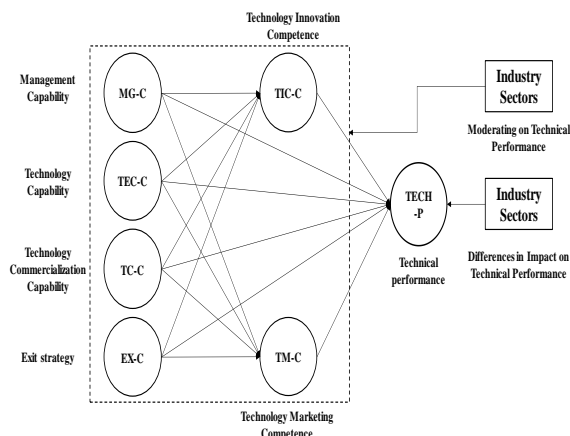 Technology Innovation
Competence
Management
Capability
MG-C
TIC-C
Industry
Sectors
Moderating on Technical
Performance
Technology
Capability
TEC-C
TECH
-P
Industry
Sectors
Technology
Commercialization
Capability
TC-C
Technical
performance
Differences in Impact on
Technical Performance
Exit strategy
EX-C
TM-C
Technology Marketing
Competence